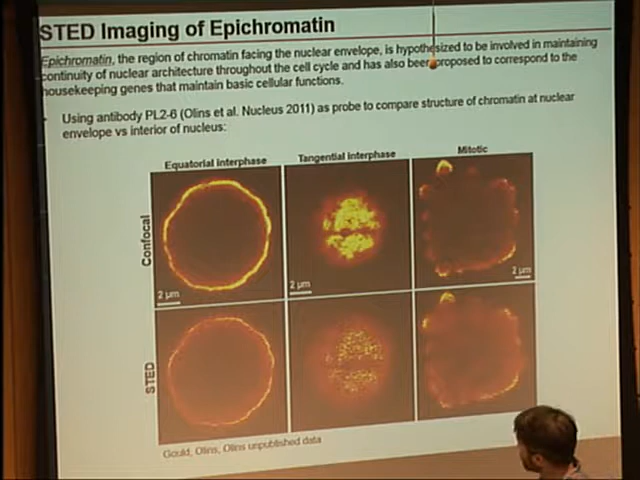 STED Imaging of Epichromatin
Epichromatin, the region of chromatin facing the nuclear envelope, is hypothesized to be involved in maintaining
continuity of nuclear architecture throughout the cell cycle and has also been proposed to correspond to the
housekeeping genes that maintain basic cellular functions.
Using antibody PL2-6 (Olins et al. Nucleus 2011) as probe to compare structure of chromatin at nuclear
envelope vs interior of nucleus:
Equatorial Interphase Tangential Interphase Mitotic
Confocal
2 µm 2 µm 2 µm
STED
Gould, Olins, Olins unpublished data